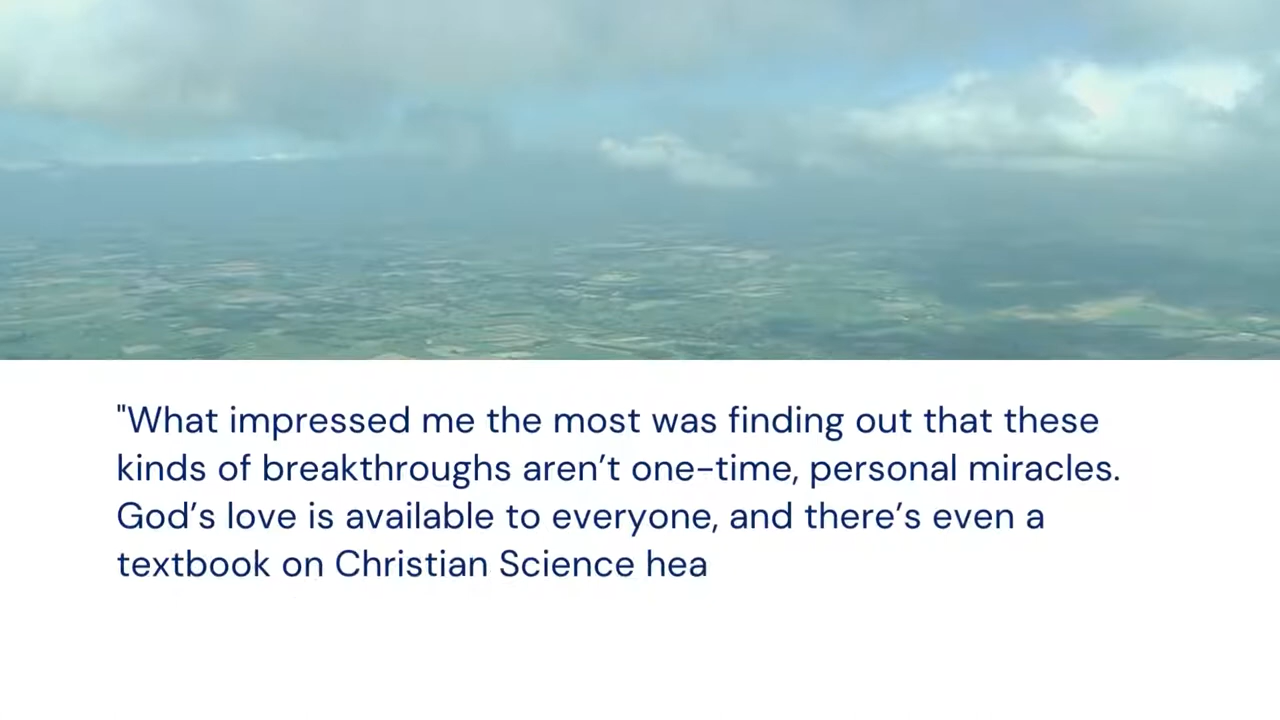 "What impressed me the most was finding out that these
kinds of breakthroughs aren’t one-time, personal miracles.
God’s love is available to everyone, and there’s even a
textbook on Christian Science hea